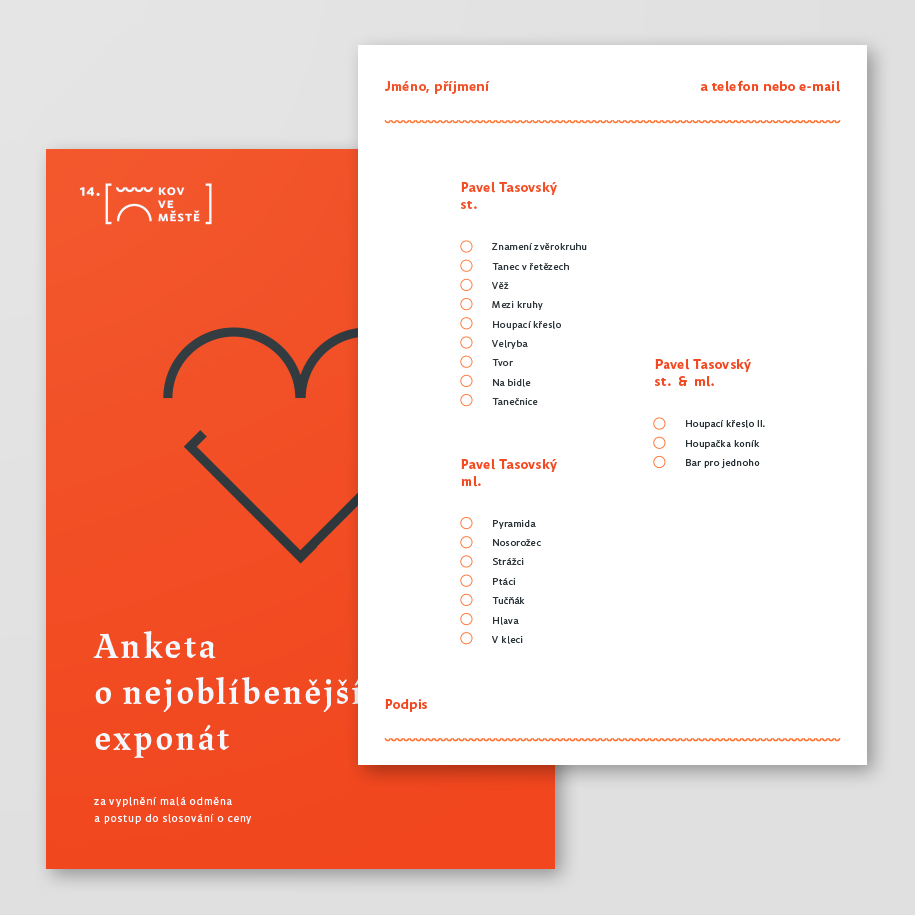 14.
KOV
VE
MĚSTĚ
Anketa
o nejoblíbenější
exponát
za vyplnění malá odměna
a postup do slosování o ceny
Jméno, příjmení
a telefon nebo e-mail
Pavel Tasovský
st.
Znamení zvěrokruhu
Tanec v řetězech
Věž
Mezi kruhy
Houpací křeslo
Velryba
Tvor
Na bidle
Tanečnice
Pavel Tasovský
ml.
Pyramida
Nosorožec
Strážci
Ptáci
Tučňák
Hlava
V kleci
Pavel Tasovský
st. & ml.
Houpací křeslo II.
Houpačka koník
Bar pro jednoho
Podpis